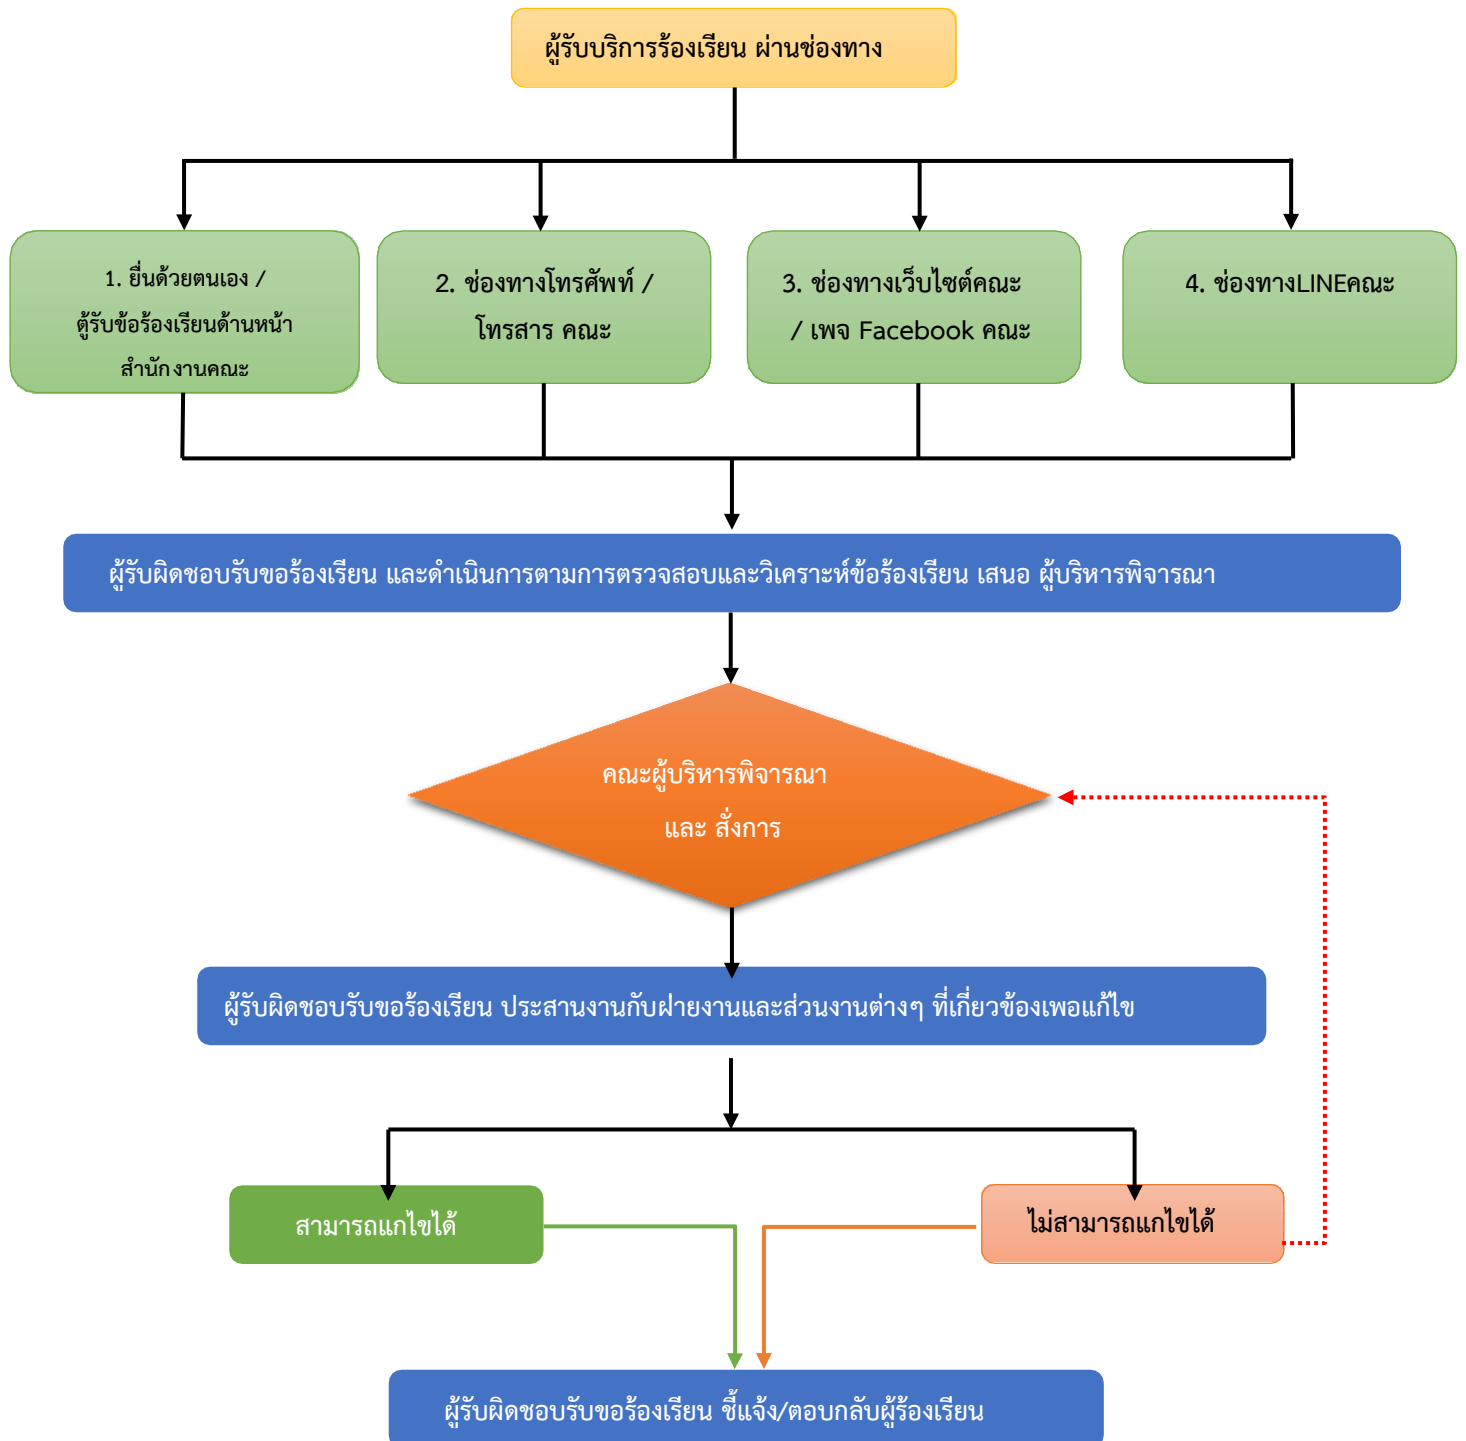 ผู้รับบริการร้องเรียน ผ่านช่องทาง
1. ยื่นด้วยตนเอง /
ตู้รับข้อร้องเรียนด้านหน้า
สำนักงานคณะ
2. ช่องทางโทรศัพท์ /
โทรสาร คณะ
3. ช่องทางเว็บไซต์คณะ
/ เพจ Facebook คณะ
4. ช่องทางLINEคณะ
ผู้รับผิดชอบรับขอร้องเรียน และดำเนินการตามการตรวจสอบและวิเคราะห์ข้อร้องเรียน เสนอ ผู้บริหารพิจารณา
คณะผู้บริหารพิจารณา
และ สั่งการ
ผู้รับผิดชอบรับขอร้องเรียน ประสานงานกับฝายงานและส่วนงานต่างๆ ที่เกี่ยวข้องเพอแก้ไข
สามารถแกไขได้
ไม่สามารถแกไขได้
ผู้รับผิดชอบรับขอร้องเรียน ชี้แจ้ง/ตอบกลับผู้ร้องเรียน